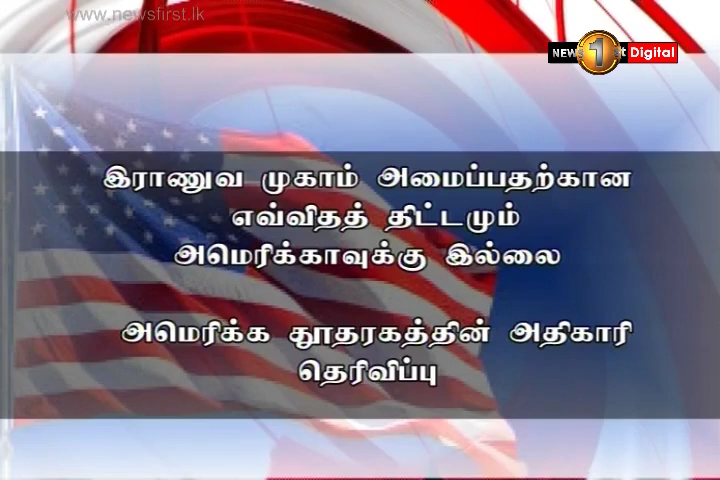 www.newsfirst.lk
NEWS 1st Digital
இராணுவ முகாம் அமைப்பதற்கான
எவ்விதத் திட்டமும்
அமெரிக்காவுக்கு இல்லை
அமெரிக்க தூதரகத்தின் அதிகாரி
தெரிவிப்பு